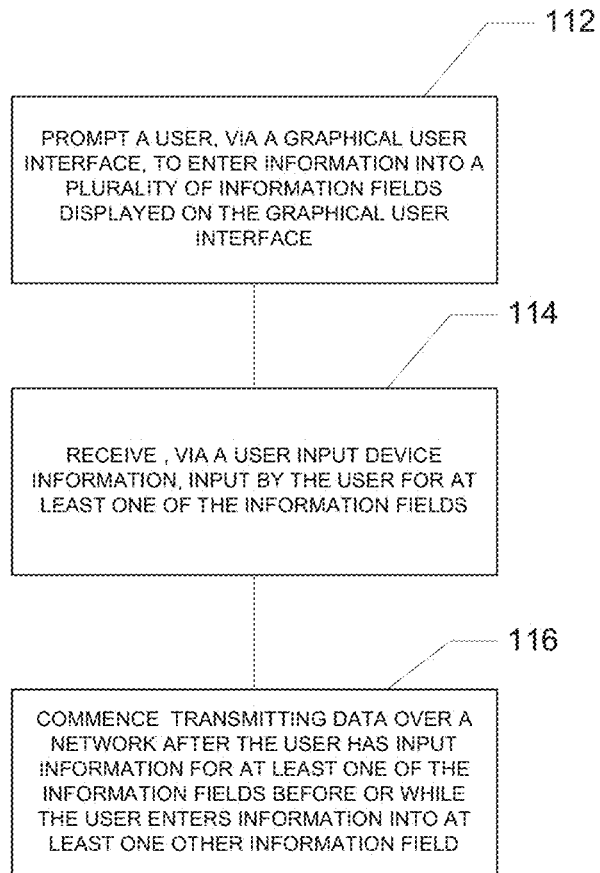 112
PROMPT A USER, VIA A GRAPHICAL USER
INTERFACE, TO ENTER INFORMATION INTO A
PLURALITY OF INFORMATION FIELDS
DISPLAYED ON THE GRAPHICAL USER
INTERFACE
114
RECEIVE , VIA A USER INPUT DEVICE
INFORMATION, INPUT BY THE USER FOR AT
LEAST ONE OF THE INFORMATION FIELDS
116
COMMENCE TRANSMITTING DATA OVER A
NETWORK AFTER THE USER HAS INPUT
INFORMATION FOR AT LEAST ONE OF THE
INFORMATION FIELDS BEFORE OR WHILE
THE USER ENTERS INFORMATION INTO AT
LEAST ONE OTHER INFORMATION FIELD